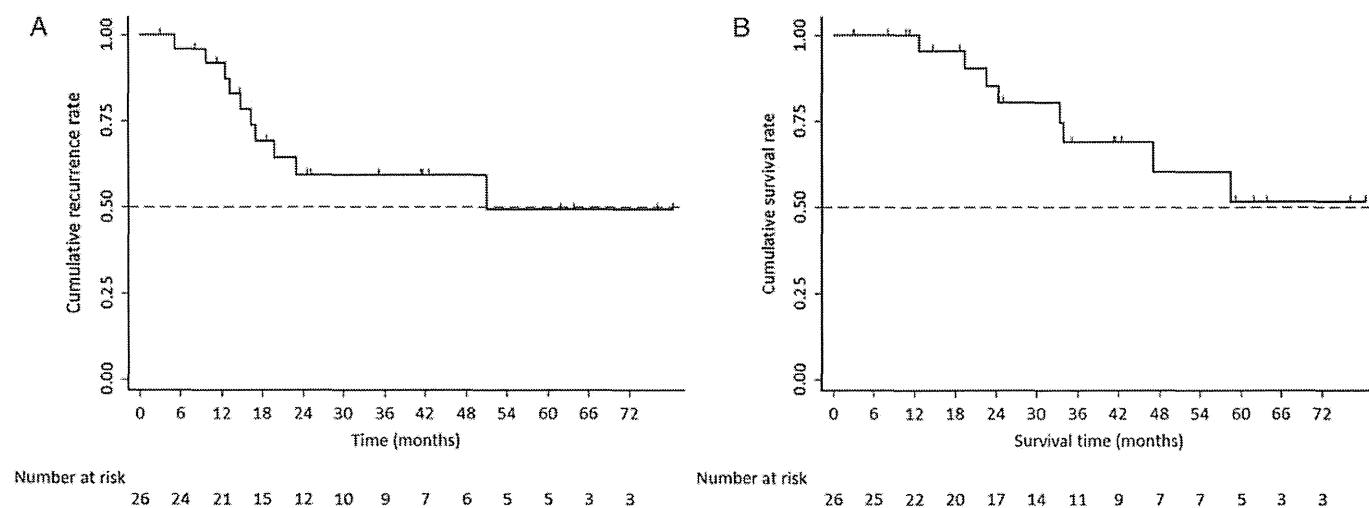 A
Cumulative recurrence rate
1.00
0.75
0.50
0.25
0.00
0 6 12 18 24 30 36 42 48 54 60 66 72
Time (months)
Number at risk
26 24 21 15 12 10 9 7 6 5 5 3 3
B
Cumulative survival rate
1.00
0.75
0.50
0.25
0.00
0 6 12 18 24 30 36 42 48 54 60 66 72
Survival time (months)
Number at risk
26 25 22 20 17 14 11 9 7 7 5 3 3